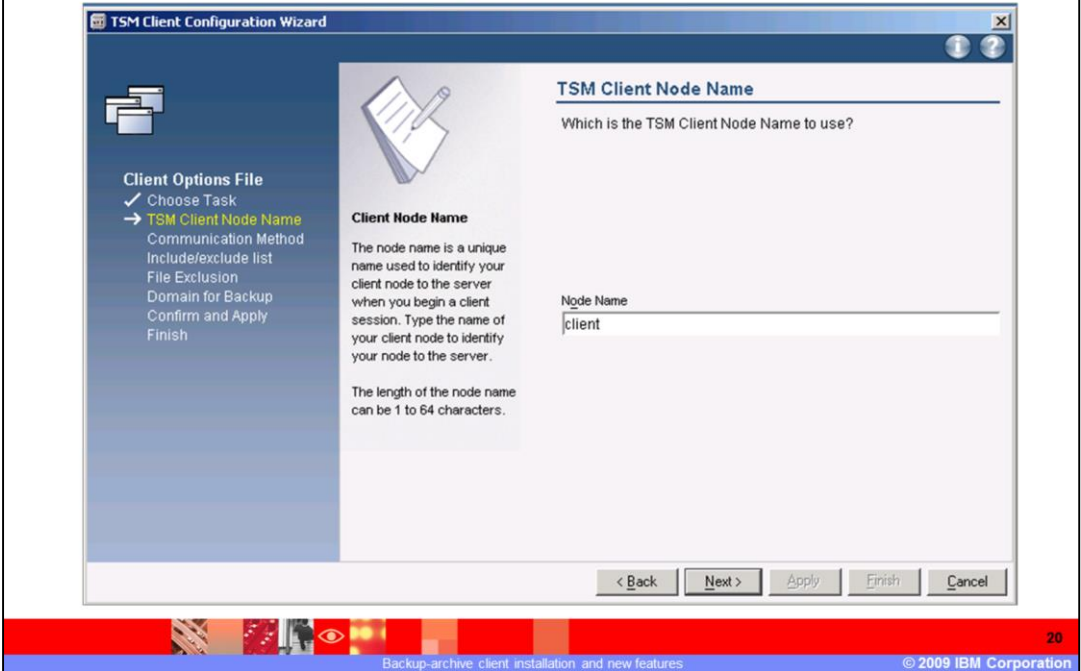 TSM Client Configuration Wizard
Client Options File
Choose Task
TSM Client Node Name
Communication Method
Include/exclude list
File Exclusion
Domain for Backup
Confirm and Apply
Finish
Client Node Name
The node name is a unique
name used to identify your
client node to the server
when you begin a client
session. Type the name of
your client node to identify
your node to the server.
The length of the node name
can be 1 to 64 characters.
TSM Client Node Name
Which is the TSM Client Node Name to use?
Node Name
client
< Back
Next >
Apply
Finish
Cancel
20
Backup-archive client installation and new features
© 2009 IBM Corporation